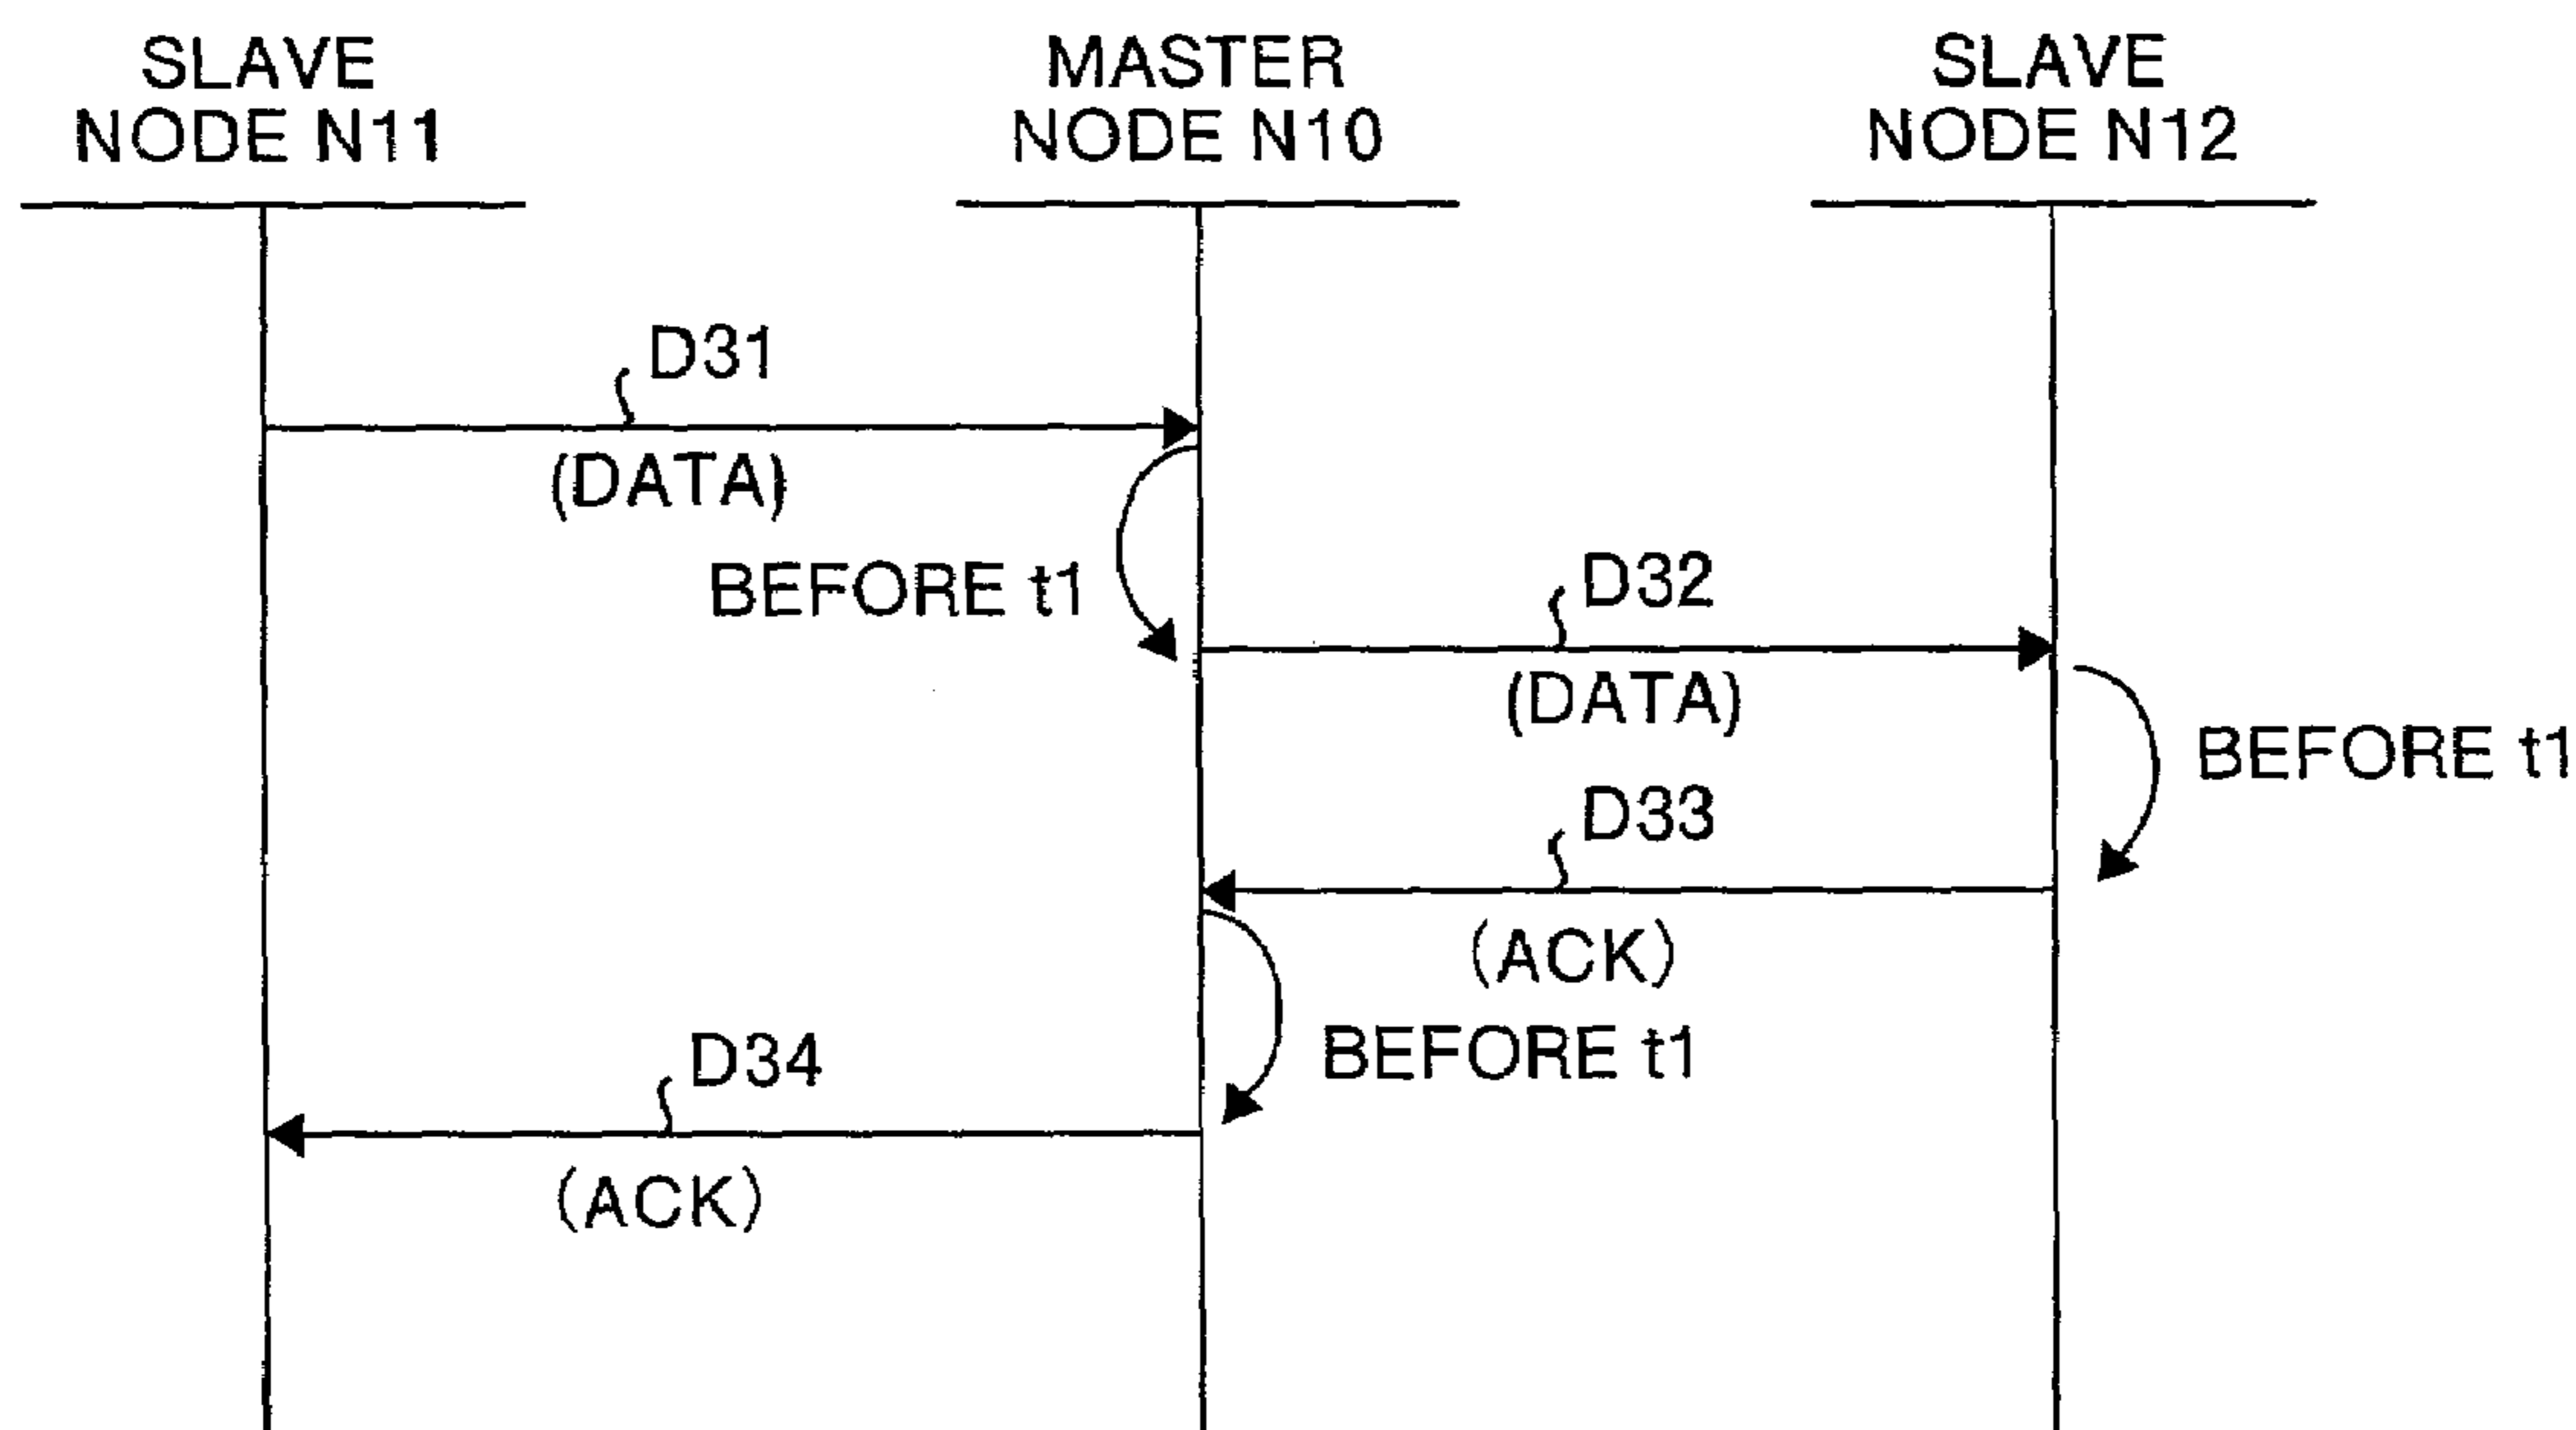 SLAVE
NODE N11
MASTER
NODE N10
SLAVE
NODE N12
D31
(DATA)
BEFORE t1
D32
(DATA)
BEFORE t1
D33
(ACK)
BEFORE t1
D34
(ACK)